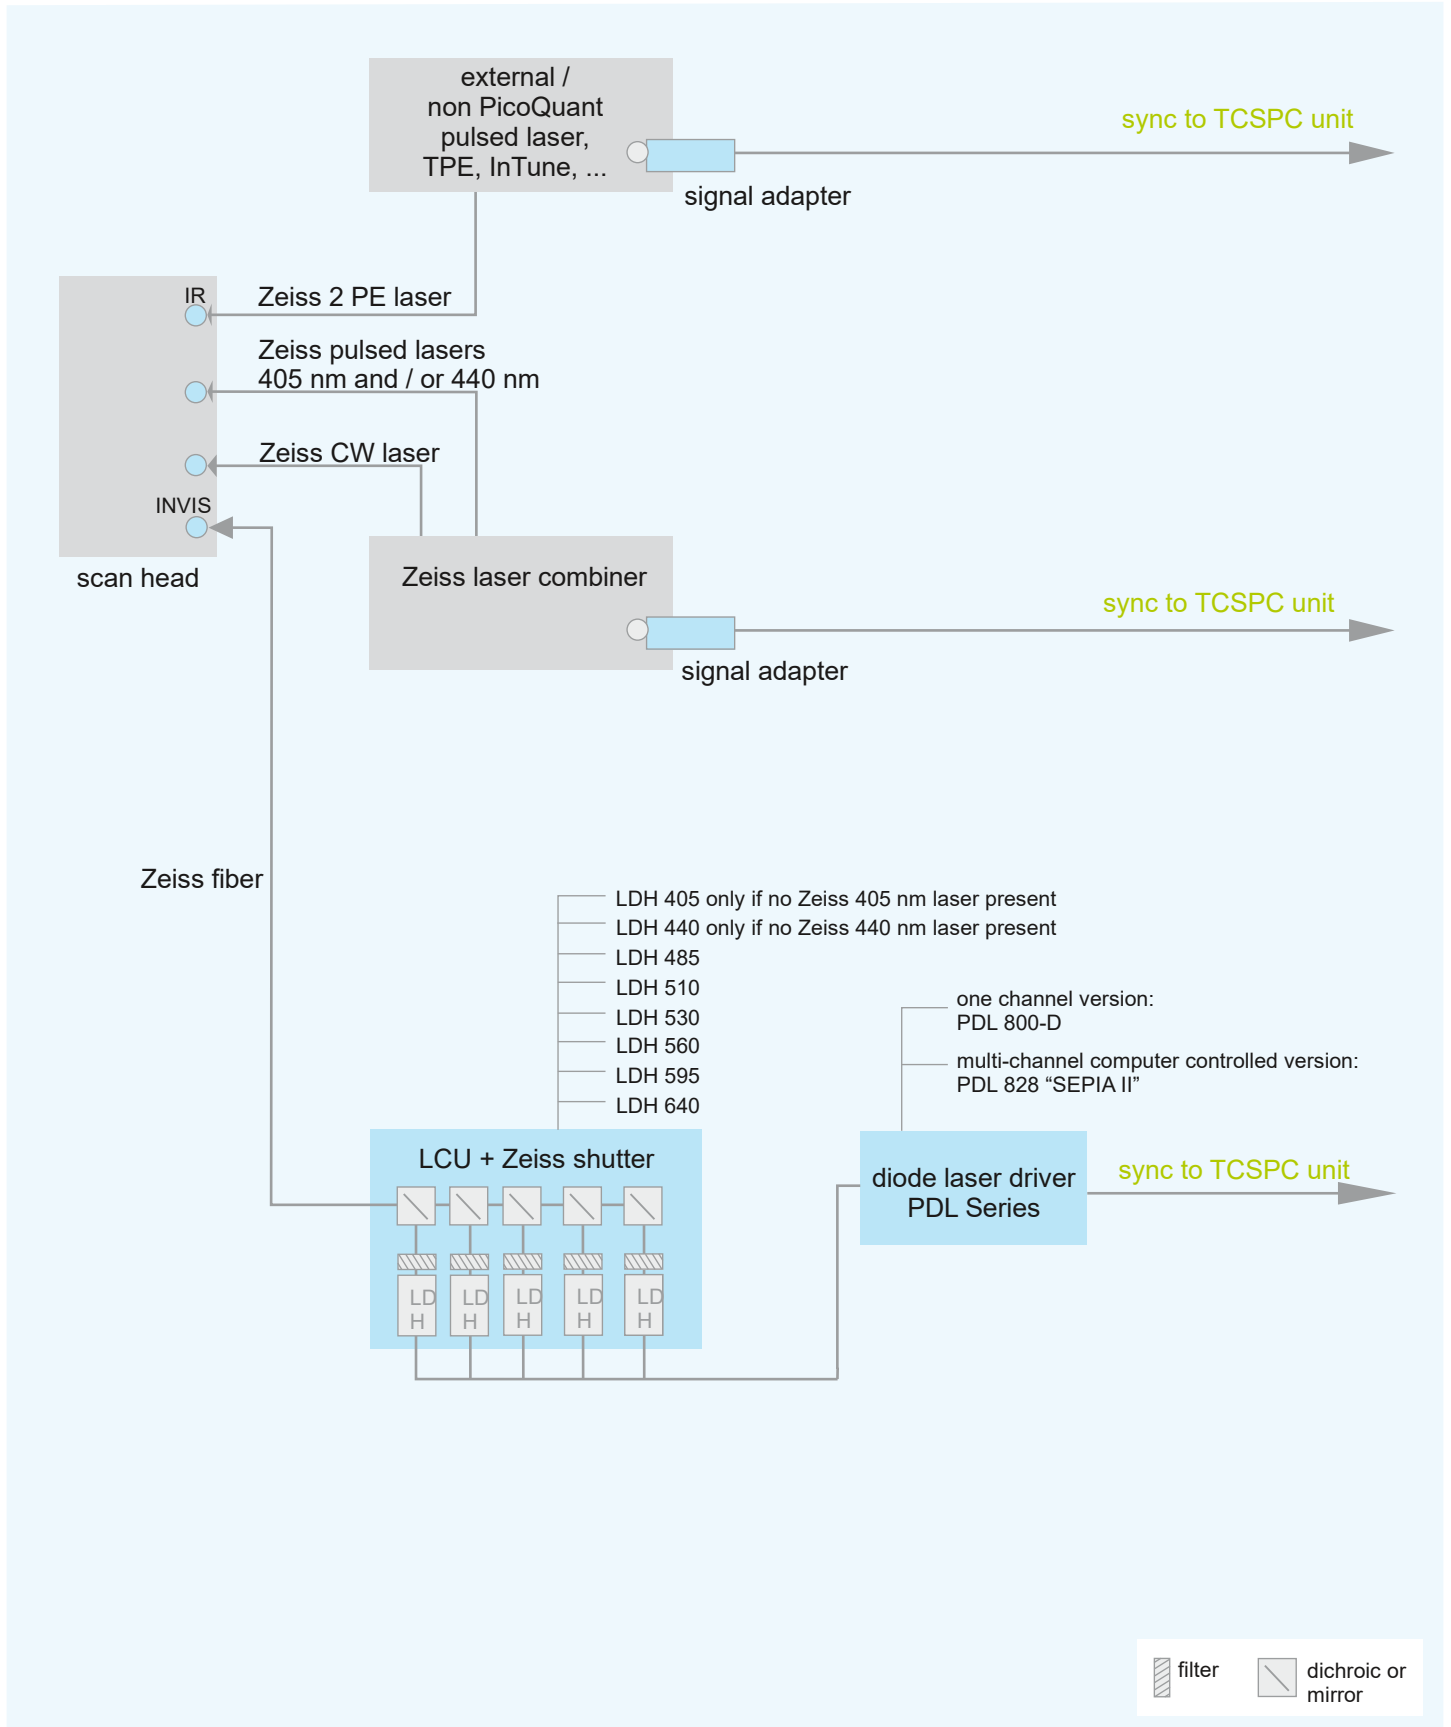 external /
non PicoQuant
pulsed laser,
TPE, InTune, ...
sync to TCSPC unit
signal adapter
IR
Zeiss 2 PE laser
Zeiss pulsed lasers
405 nm and / or 440 nm
Zeiss CW laser
INVIS
scan head
Zeiss laser combiner
sync to TCSPC unit
signal adapter
Zeiss fiber
LDH 405 only if no Zeiss 405 nm laser present
LDH 440 only if no Zeiss 440 nm laser present
LDH 485
LDH 510
LDH 530
LDH 560
LDH 595
LDH 640
one channel version:
PDL 800-D
multi-channel computer controlled version:
PDL 828 “SEPIA II”
LCU + Zeiss shutter
diode laser driver
PDL Series
sync to TCSPC unit
LD
H
LD
H
LD
H
LD
H
LD
H
filter
dichroic or
mirror